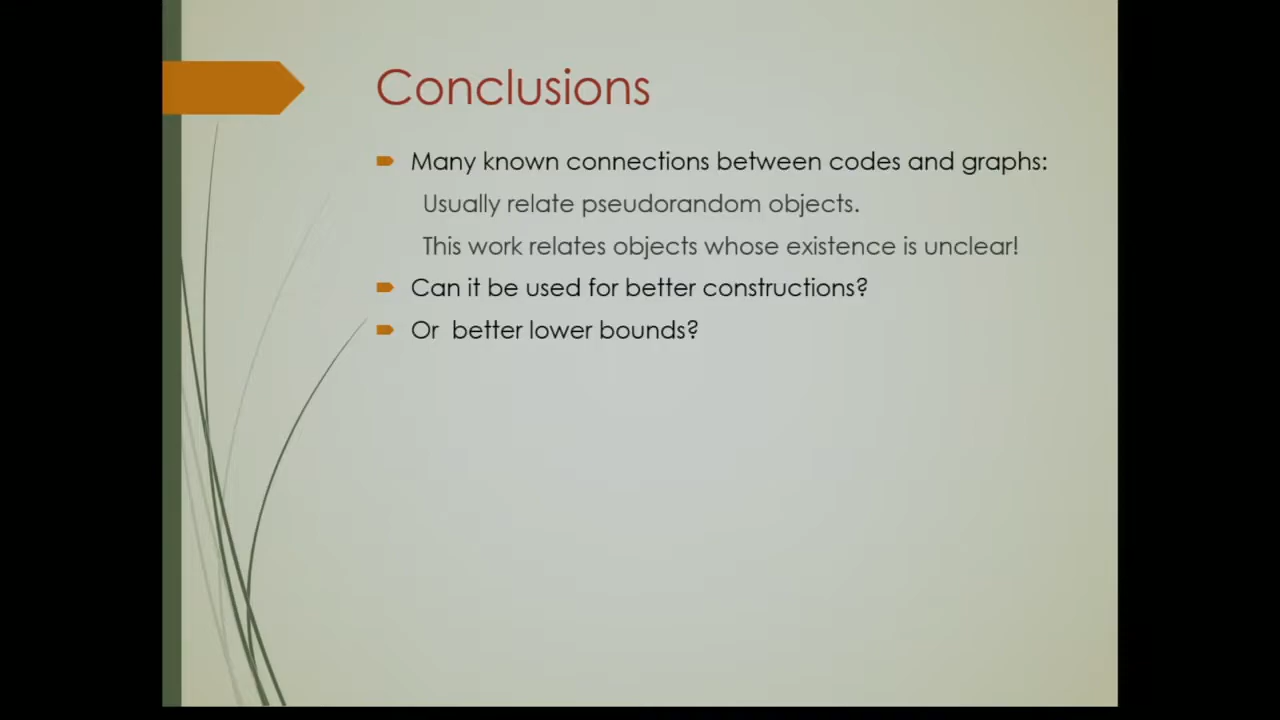 Conclusions
Many known connections between codes and graphs:
Usually relate pseudorandom objects.
This work relates objects whose existence is unclear!
Can it be used for better constructions?
Or better lower bounds?